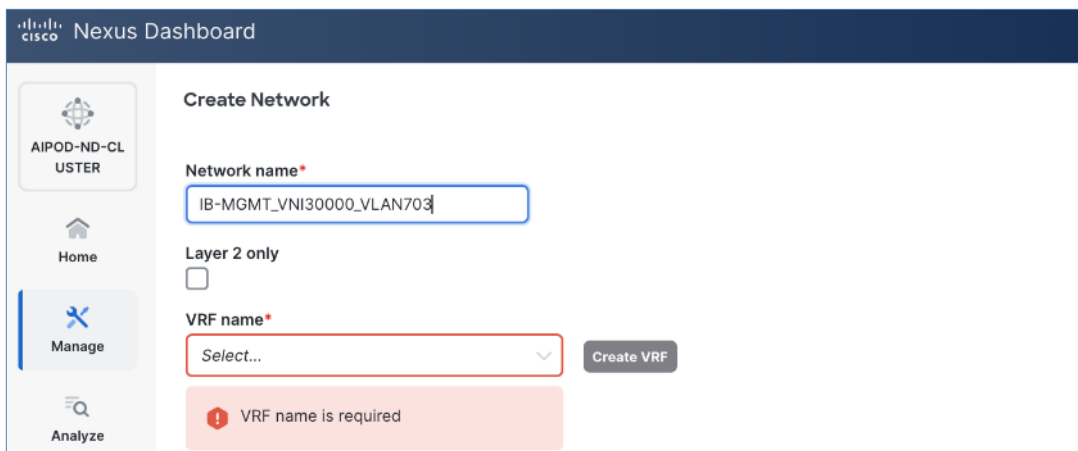 cisco Nexus Dashboard
AIPOD-ND-CL
USTER
Home
Manage
Analyze
Create Network
Network name*
IB-MGMT_VNI30000_VLAN703
Layer 2 only
VRF name*
Select...
Create VRF
VRF name is required